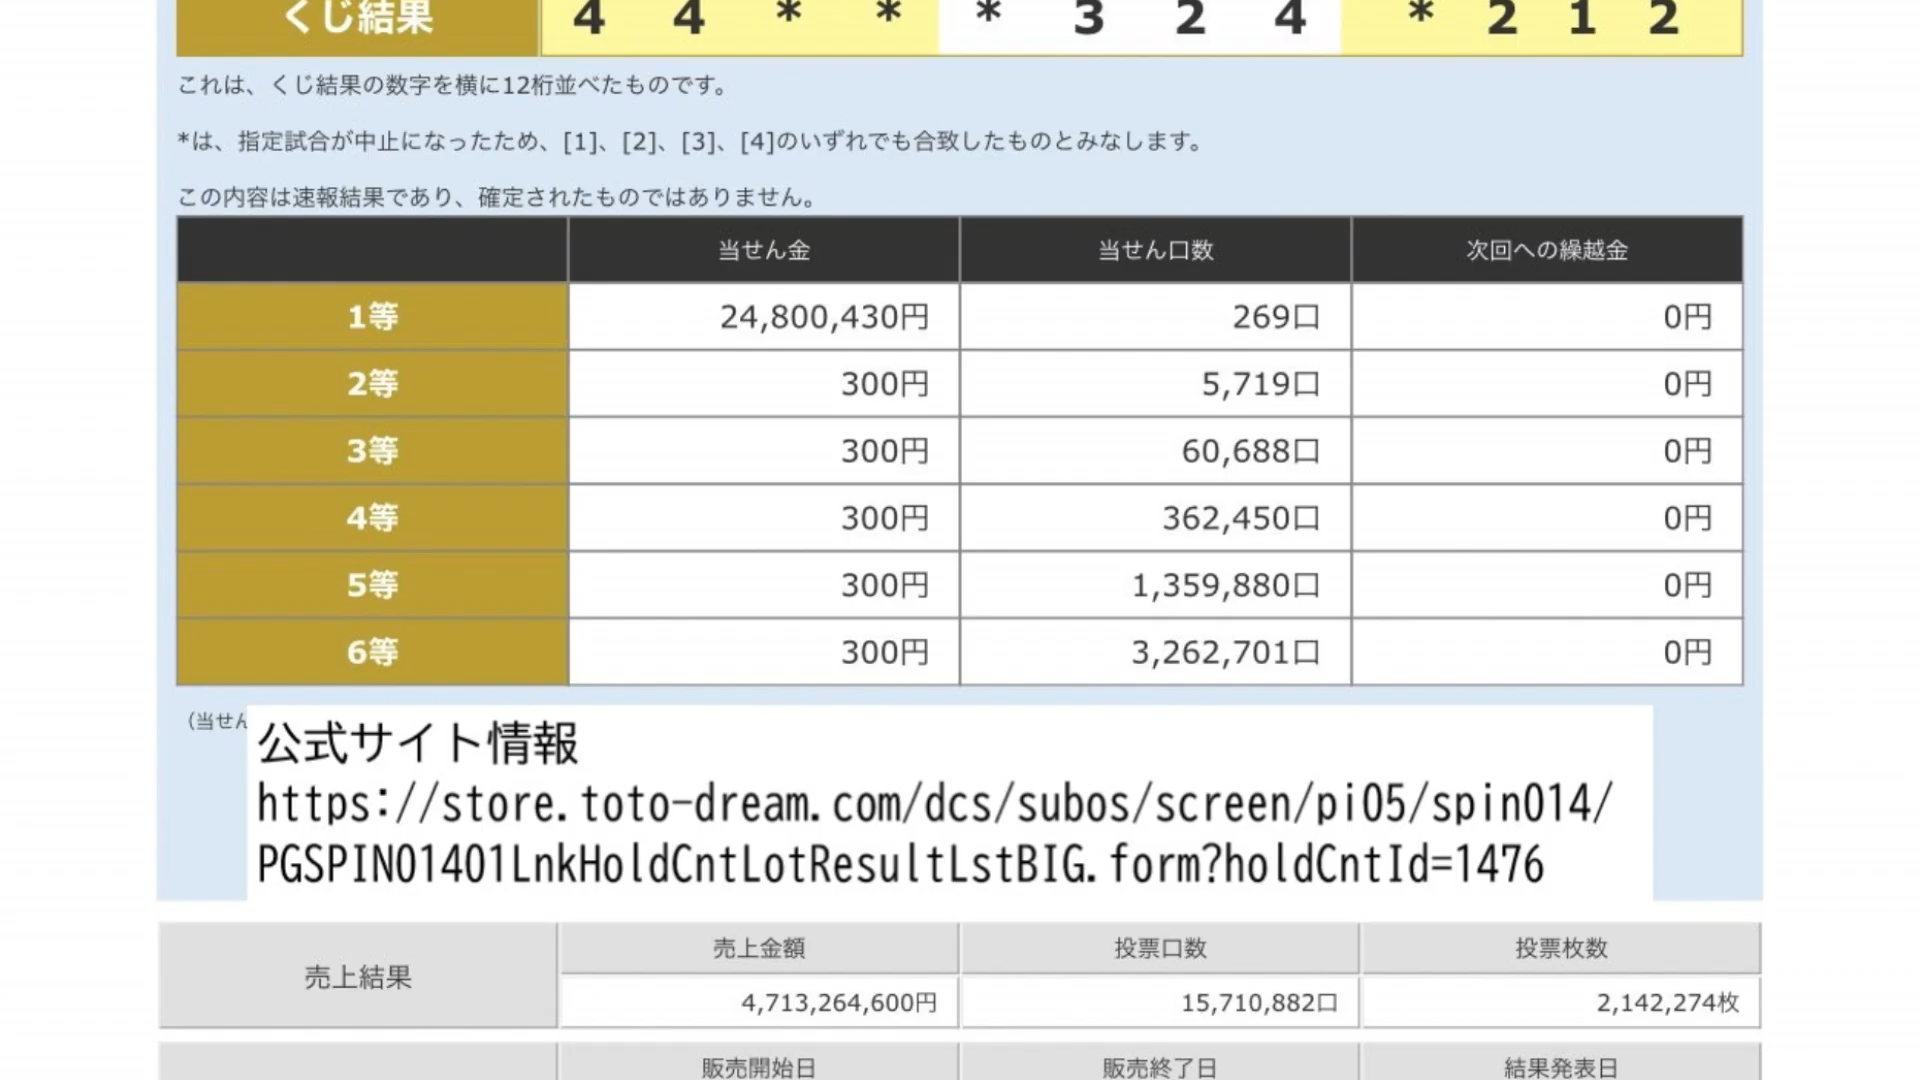 くじ結果 4 4 * * * 3 2 4 * 2 1 2
これは、くじ結果の数字を横に12桁並べたものです。
*は、指定試合が中止になったため、[1]、[2]、[3]、[4]のいずれでも合致したものとみなします。
この内容は速報結果であり、確定されたものではありません。
当せん金 当せん口数 次回への繰越金
1等 24,800,430円 269口 0円
2等 300円 5,719口 0円
3等 300円 60,688口 0円
4等 300円 362,450口 0円
5等 300円 1,359,880口 0円
6等 300円 3,262,701口 0円
（当せん
公式サイト情報
https://store.toto-dream.com/dcs/subos/screen/pi05/spin014/
PGSPIN01401LnkHoldCntLotResultLstBIG.form?holdCntId=1476
売上結果 売上金額 投票口数 投票枚数
4,713,264,600円 15,710,882口 2,142,274枚
販売開始日 販売終了日 結果発表日